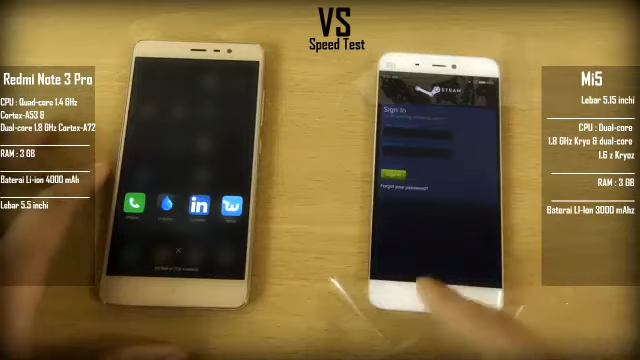 VS
Speed Test
Redmi Note 3 Pro
CPU : Quad-core 1.4 GHz
Cortex-A53 &
Dual-core 1.8 GHz Cortex-A72
RAM : 3 GB
Baterai Li-ion 4000 mAh
Lebar 5.5 inchi
Mi5
Lebar 5.15 inchi
CPU : Dual-core
1.8 GHz Kryo & dual-core
1.6 z Kryoz
RAM : 3 GB
Baterai LI-Ion 3000 mAhz
STEAM
Sign In
Forgot your password?
in